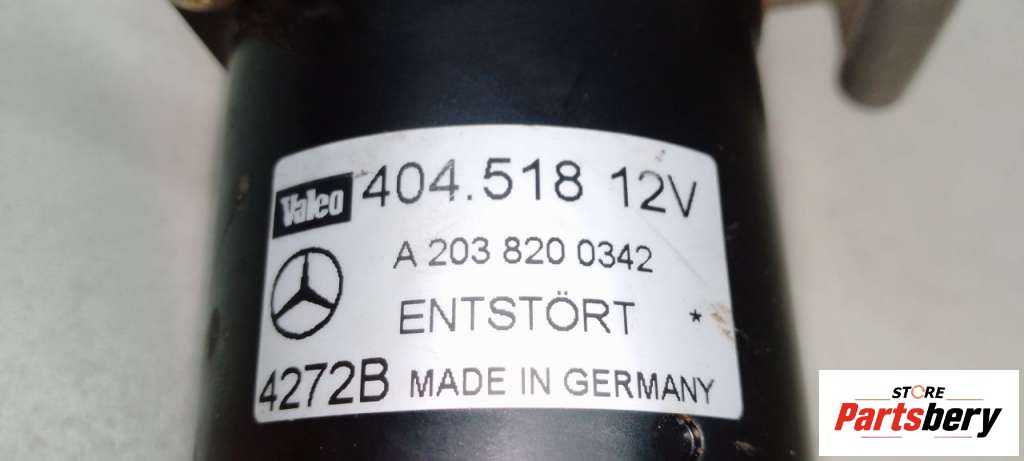 Valeo 404.518 12V
A 203 820 0342
ENTSTÖRT *
4272B MADE IN GERMANY
STORE
Partsbery